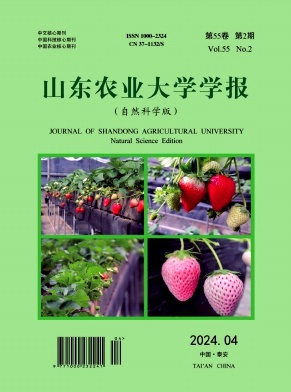 中文核心期刊
中国科技核心期刊
中国农业核心期刊
ISSN 1000-2324
CN 37-1132/S
第55卷 第2期
Vol.55 No.2
山东农业大学学报
（自然科学版）
JOURNAL OF SHANDONG AGRICULTURAL UNIVERSITY
Natural Science Edition
2024.04
中国·泰安
TAI'AN CHINA